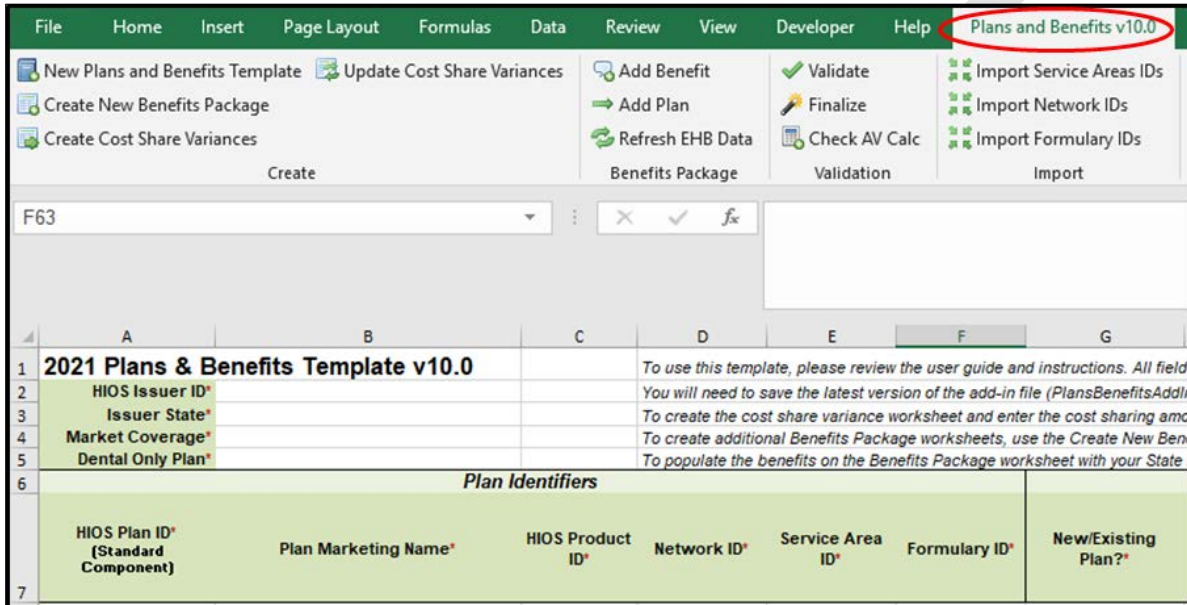 File Home Insert Page Layout Formulas Data Review View Developer Help Plans and Benefits v10.0
New Plans and Benefits Template Update Cost Share Variances Add Benefit Validate Import Service Areas IDs
Create New Benefits Package Add Plan Finalize Import Network IDs
Create Cost Share Variances Refresh EHB Data Check AV Calc Import Formulary IDs
Create Benefits Package Validation Import
F63 fx
A B C D E F G
1 2021 Plans & Benefits Template v10.0 To use this template, please review the user guide and instructions. All field
2 HIOS Issuer ID* You will need to save the latest version of the add-in file (PlansBenefitsAddIn
3 Issuer State* To create the cost share variance worksheet and enter the cost sharing amo
4 Market Coverage* To create additional Benefits Package worksheets, use the Create New Ben
5 Dental Only Plan* To populate the benefits on the Benefits Package worksheet with your State
6 Plan Identifiers
HIOS Plan ID*
(Standard
Component)
Plan Marketing Name*
HIOS Product
ID*
Network ID*
Service Area
ID*
Formulary ID*
New/Existing
Plan?*
7